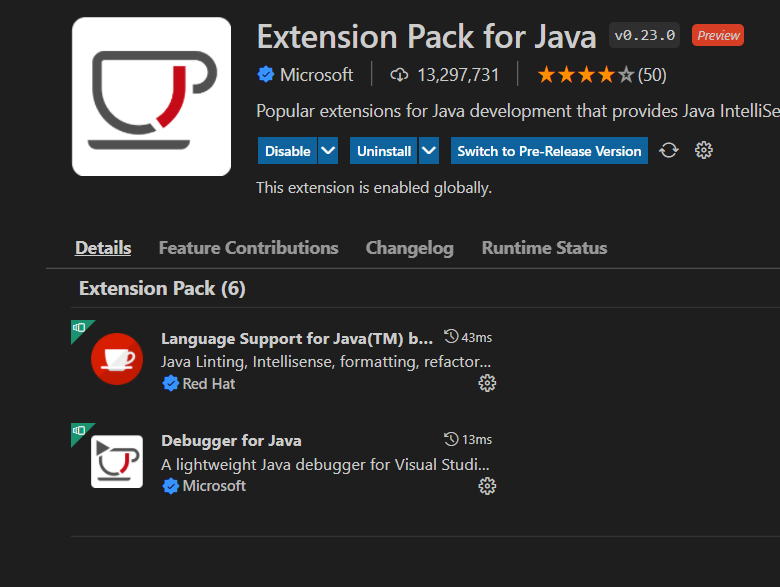 Extension Pack for Java v0.23.0 Preview
Microsoft 13,297,731 (50)
Popular extensions for Java development that provides Java IntelliSe
Disable Uninstall Switch to Pre-Release Version
This extension is enabled globally.
Details Feature Contributions Changelog Runtime Status
Extension Pack (6)
Language Support for Java(TM) b... 43ms
Java Linting, Intellisense, formatting, refactor...
Red Hat
Debugger for Java 13ms
A lightweight Java debugger for Visual Studi...
Microsoft